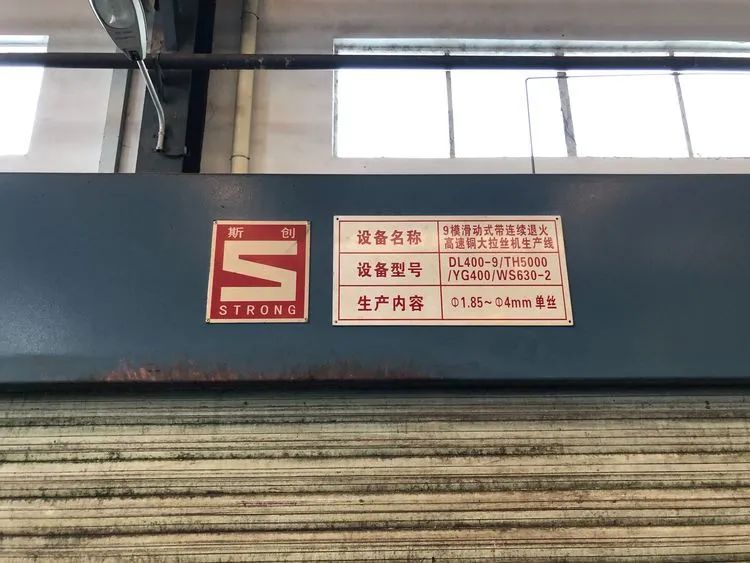 斯 创
STRONG
设备名称
9模滑动式带连续退火
高速铜大拉丝机生产线
设备型号
DL400-9/TH5000
/YG400/WS630-2
生产内容
Φ1.85~Φ4mm 单丝